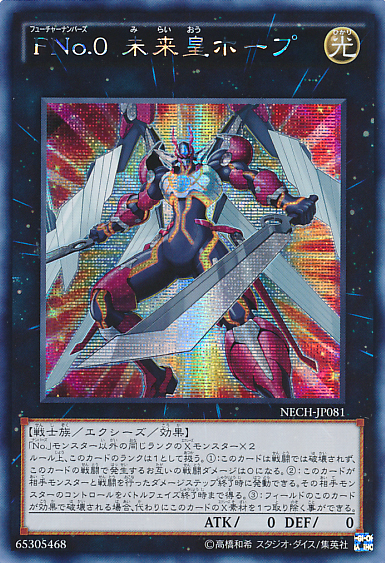 フューチャーナンバーズ み らい おう
FNo.0 未来皇ホープ
ひかり
光
NECH-JP081
【戦士族/エクシーズ/効果】
「No.」モンスター以外の同じランクのXモンスター×2
ルール上、このカードのランクは1として扱う。①：このカードは戦闘では破壊されず、
このカードの戦闘で発生するお互いの戦闘ダメージは0になる。②：このカードが
相手モンスターと戦闘を行ったダメージステップ終了時に発動できる。その相手モ
ンスターのコントロールをバトルフェイズ終了時まで得る。③：フィールドのこのカード
が効果で破壊される場合、代わりにこのカードのX素材を1つ取り除く事ができる。
ATK/ 0 DEF/ 0
65305468
©高橋和希 スタジオ・ダイス/集英社